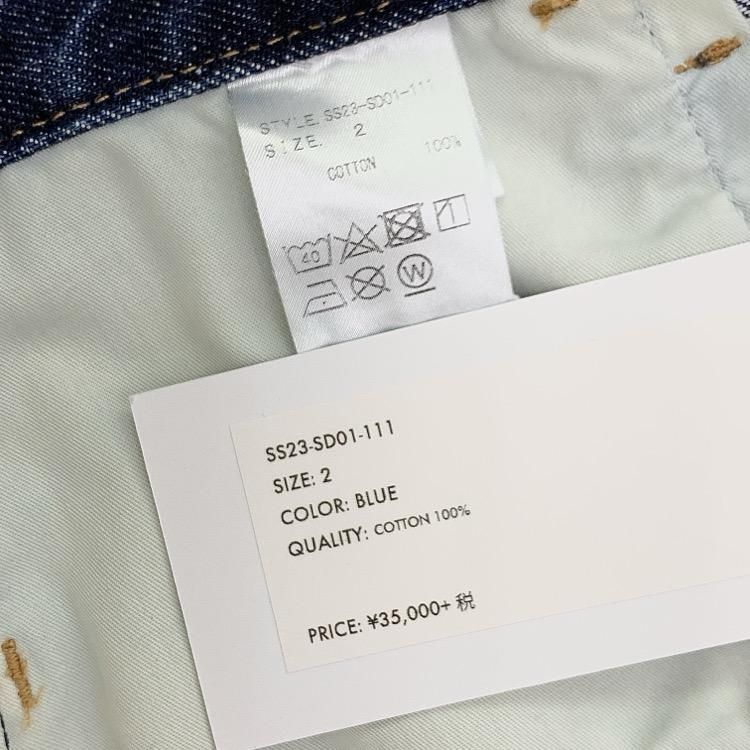 STYLE. SS23-SD01-111
SIZE. 2
COTTON 100%
40
W
SS23-SD01-111
SIZE: 2
COLOR: BLUE
QUALITY: COTTON 100%
PRICE: ¥35,000+ 税